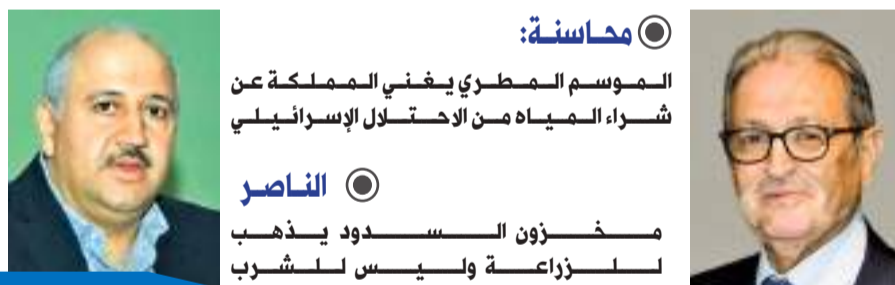 محاسنة:
الموسم المطري يغني المملكة عن
شراء المياه من الاحتلال الإسرائيلي
الناصر
مخزون السدود يذهب
للزراعة وليس للشرب